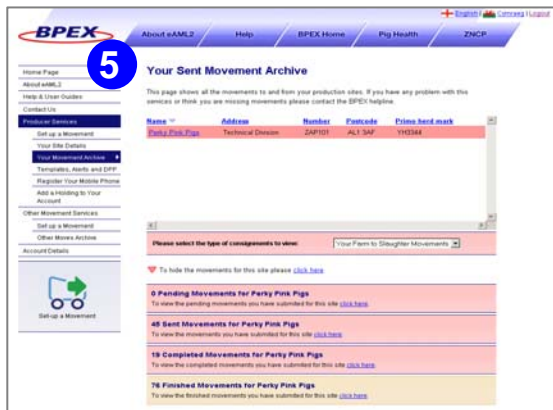 English | Cymraeg | Logout
BPEX
About eAML2
Help
BPEX Home
Pig Health
ZNCP
5
Home Page
About eAML2
Help & User Guides
Contact Us
Producer Services
Set up a Movement
Your Site Details
Your Movement Archive
Templates, Alerts and DPP
Register Your Mobile Phone
Add a Holding to Your
Account
Other Movement Services
Set up a Movement
Other Moves Archive
Account Details
Set up a Movement
Your Sent Movement Archive
This page shows all the movements to and from your production sites. If you have any problem with this
services or think you are missing movements please contact the BPEX helpline.
Name Address Number Postcode Prime herd mark
Perky Pink Pigs Technical Division ZAP101 AL1 3AF YH3344
Please select the type of consignments to view: Your Farm to Slaughter Movements
To hide the movements for this site please click here.
0 Pending Movements for Perky Pink Pigs
To view the pending movements you have submitted for this site click here.
45 Sent Movements for Perky Pink Pigs
To view the movements you have submitted for this site click here.
19 Completed Movements for Perky Pink Pigs
To view the completed movements you have submitted for this site click here.
76 Finished Movements for Perky Pink Pigs
To view the finished movements you have submitted for this site click here.